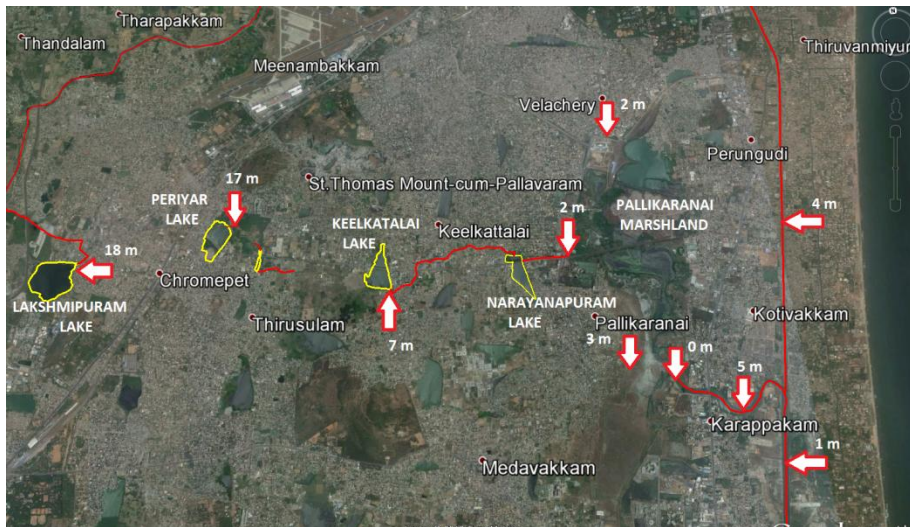 Tharapakkam
Thandalam
Thiruvanmiyur
Meenambakkam
Velachery
2 m
Perungudi
17 m
PERIYAR
LAKE
St.Thomas Mount-cum-Pallavaram
2 m
PALLIKARANAI
MARSHLAND
4 m
KEELKATALAI
LAKE
Keelkattalai
18 m
Chromepet
LAKSHMIPURAM
LAKE
NARAYANAPURAM
LAKE
Thirusulam
7 m
Pallikaranai
Kotivakkam
3 m
0 m
5 m
Karappakam
1 m
Medavakkam